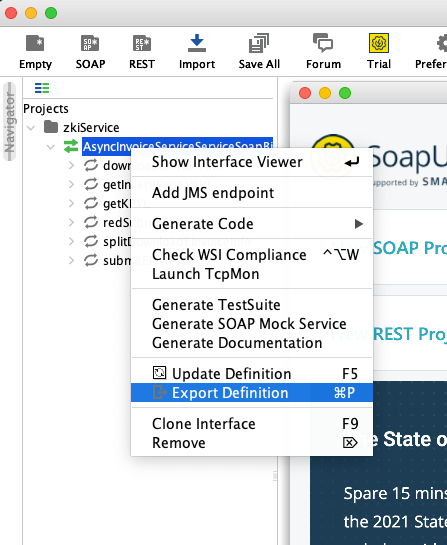 Empty SOAP REST Import Save All Forum Trial Prefer
Navigator
Projects
zkiService
AsyncInvoiceServiceServiceSoapBi
Show Interface Viewer
Add JMS endpoint
Generate Code
Check WSI Compliance ^⌥W
Launch TcpMon
Generate TestSuite
Generate SOAP Mock Service
Generate Documentation
Update Definition F5
Export Definition ⌘P
Clone Interface F9
Remove ⌦
down
getIn
getK
redSu
splitD
subm
SoapU
supported by SMA
SOAP Pro
REST Proj
e State o
Spare 15 mins
the 2021 State